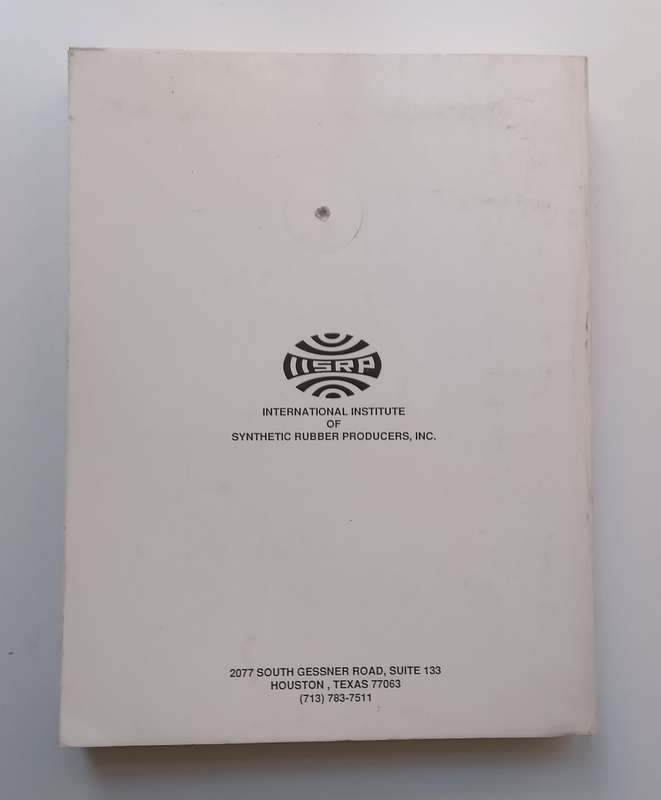 IISRP
INTERNATIONAL INSTITUTE
OF
SYNTHETIC RUBBER PRODUCERS, INC.
2077 SOUTH GESSNER ROAD, SUITE 133
HOUSTON , TEXAS 77063
(713) 783-7511